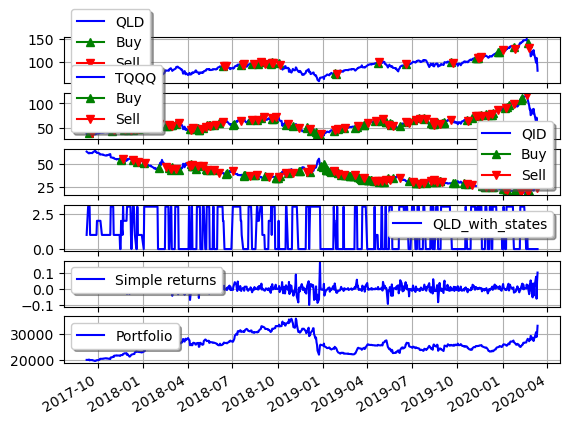 QLD
Buy
Sell
150
100
TQQQ
Buy
Sell
100
50
QID
Buy
Sell
50
25
QLD_with_states
2.5
0.0
Simple returns
0.1
0.0
−0.1
Portfolio
30000
20000
2017-10
2018-01
2018-04
2018-07
2018-10
2019-01
2019-04
2019-07
2019-10
2020-01
2020-04